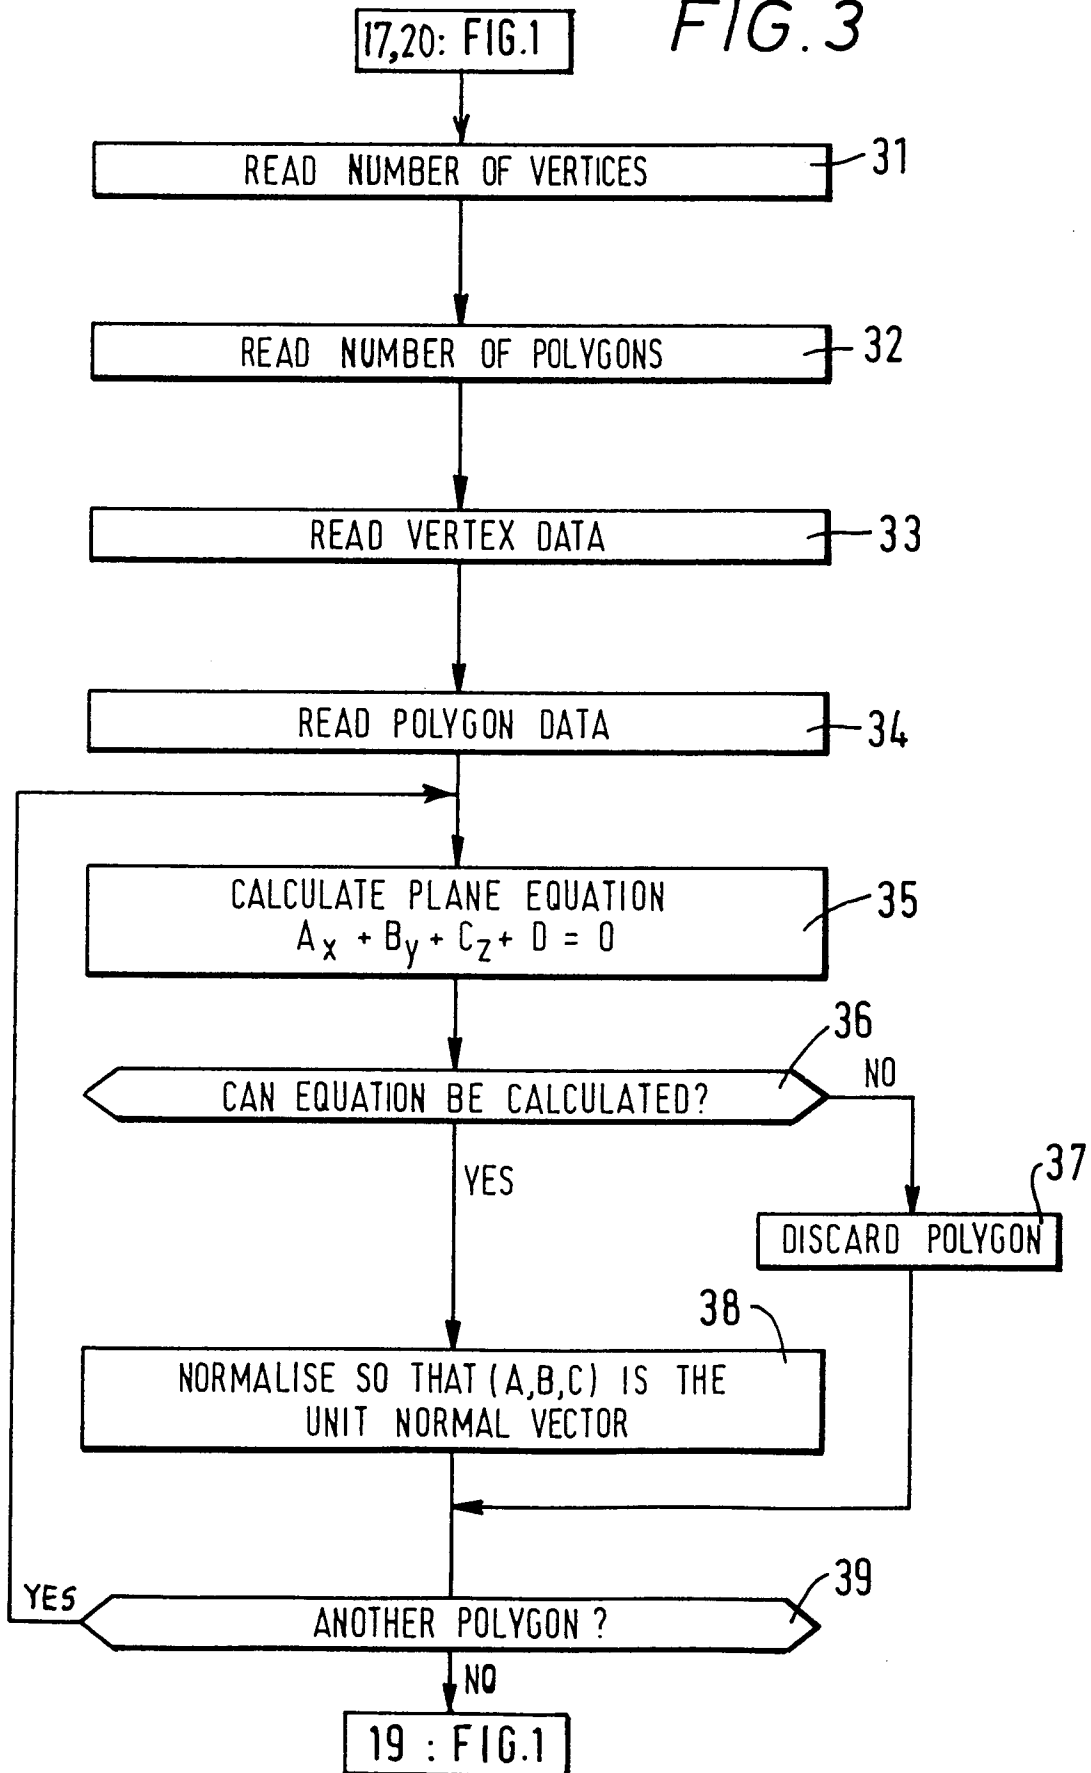 FIG.3
17,20: FIG.1
READ NUMBER OF VERTICES
31
READ NUMBER OF POLYGONS
32
READ VERTEX DATA
33
READ POLYGON DATA
34
CALCULATE PLANE EQUATION
Ax + By + Cz + D = 0
35
36
CAN EQUATION BE CALCULATED?
NO
YES
37
DISCARD POLYGON
38
NORMALISE SO THAT (A,B,C) IS THE
UNIT NORMAL VECTOR
39
YES
ANOTHER POLYGON ?
NO
19 : FIG.1